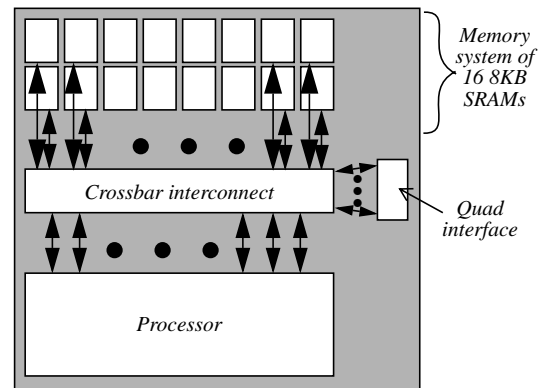 Memory
system of
16 8KB
SRAMs
Crossbar interconnect
Quad
interface
Processor